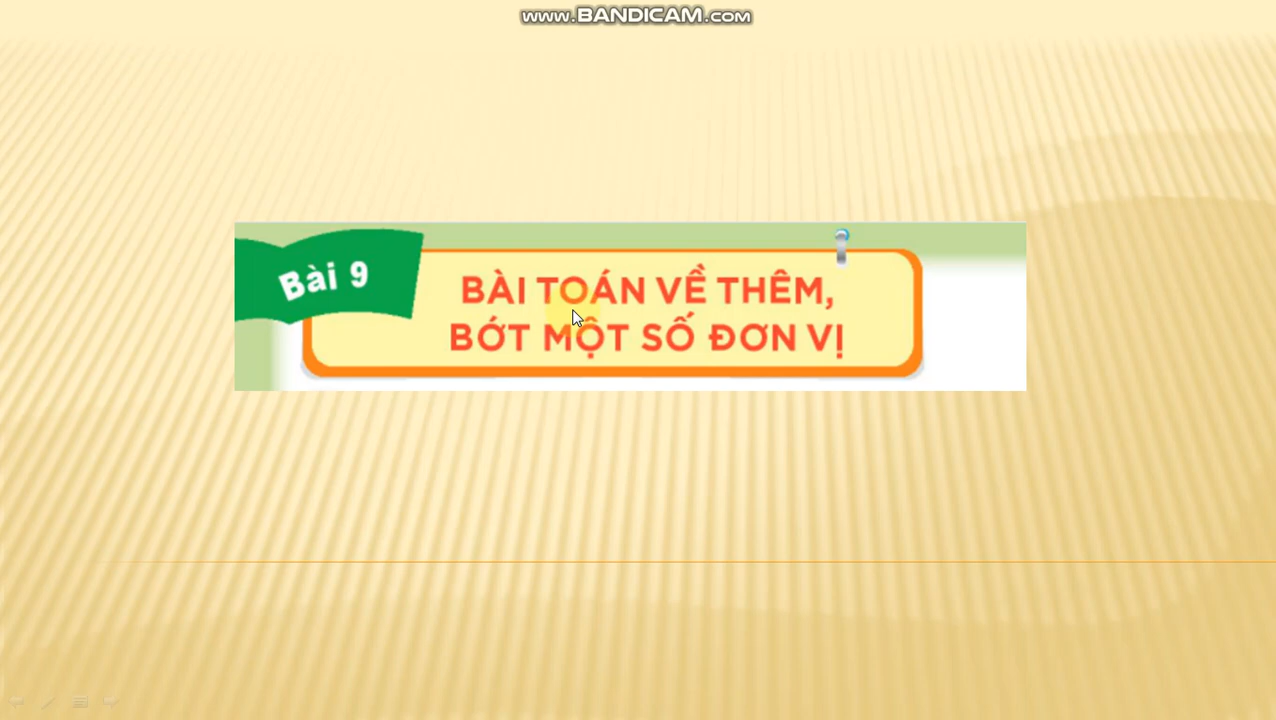 www.BANDICAM.com
Bài 9
BÀI TOÁN VỀ THÊM,
BỚT MỘT SỐ ĐƠN VỊ